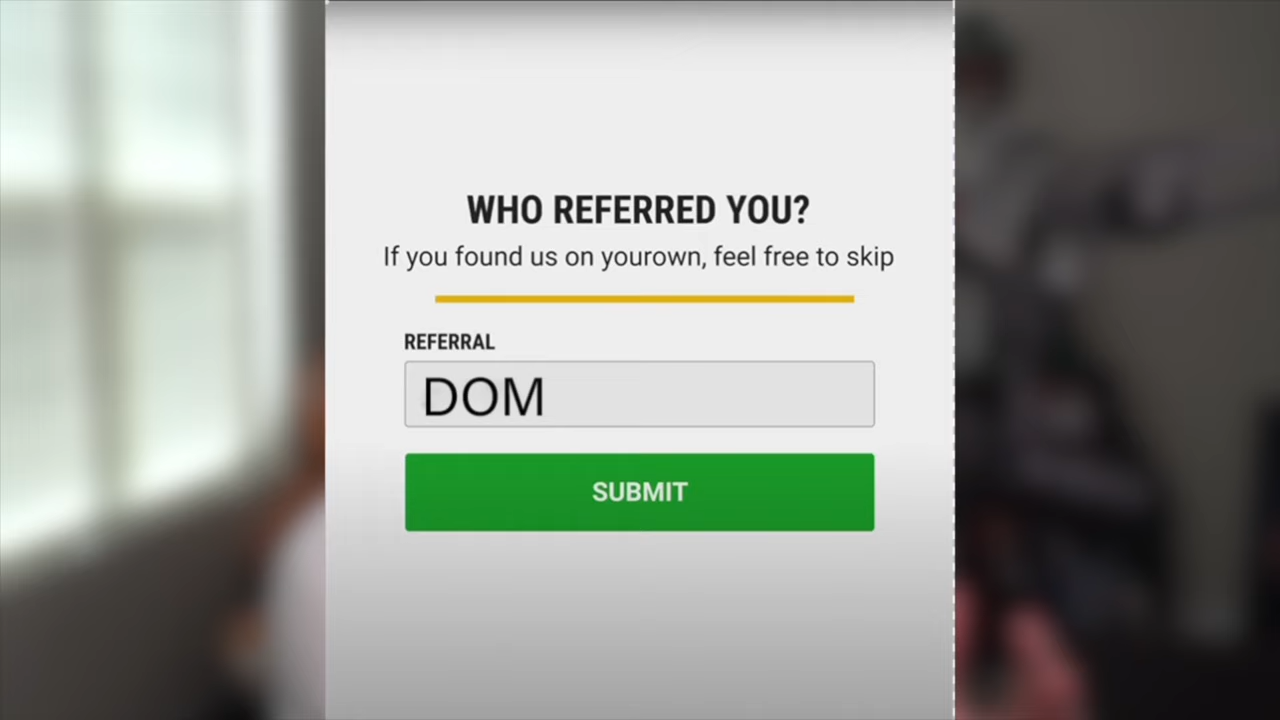 WHO REFERRED YOU?
If you found us on yourown, feel free to skip
REFERRAL
DOM
SUBMIT